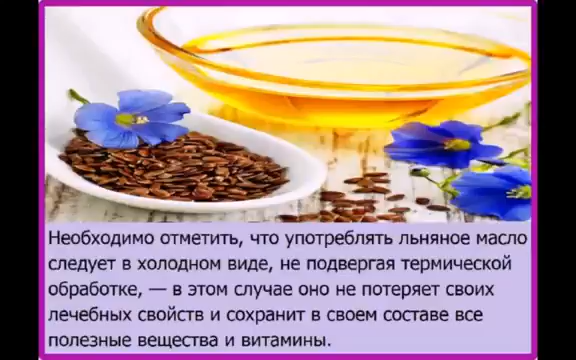 Необходимо отметить, что употреблять льняное масло
следует в холодном виде, не подвергая термической
обработке, — в этом случае оно не потеряет своих
лечебных свойств и сохранит в своем составе все
полезные вещества и витамины.